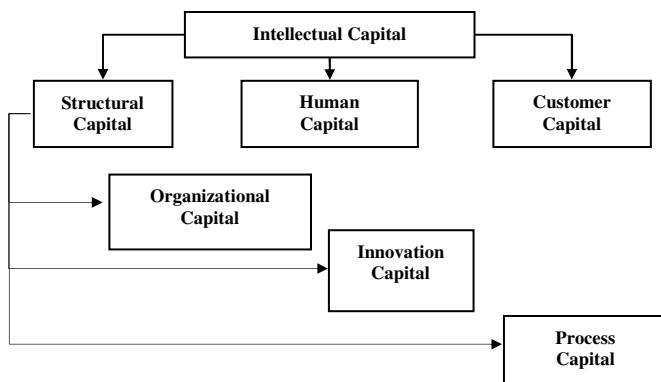 Intellectual Capital
Structural
Capital
Human
Capital
Customer
Capital
Organizational
Capital
Innovation
Capital
Process
Capital